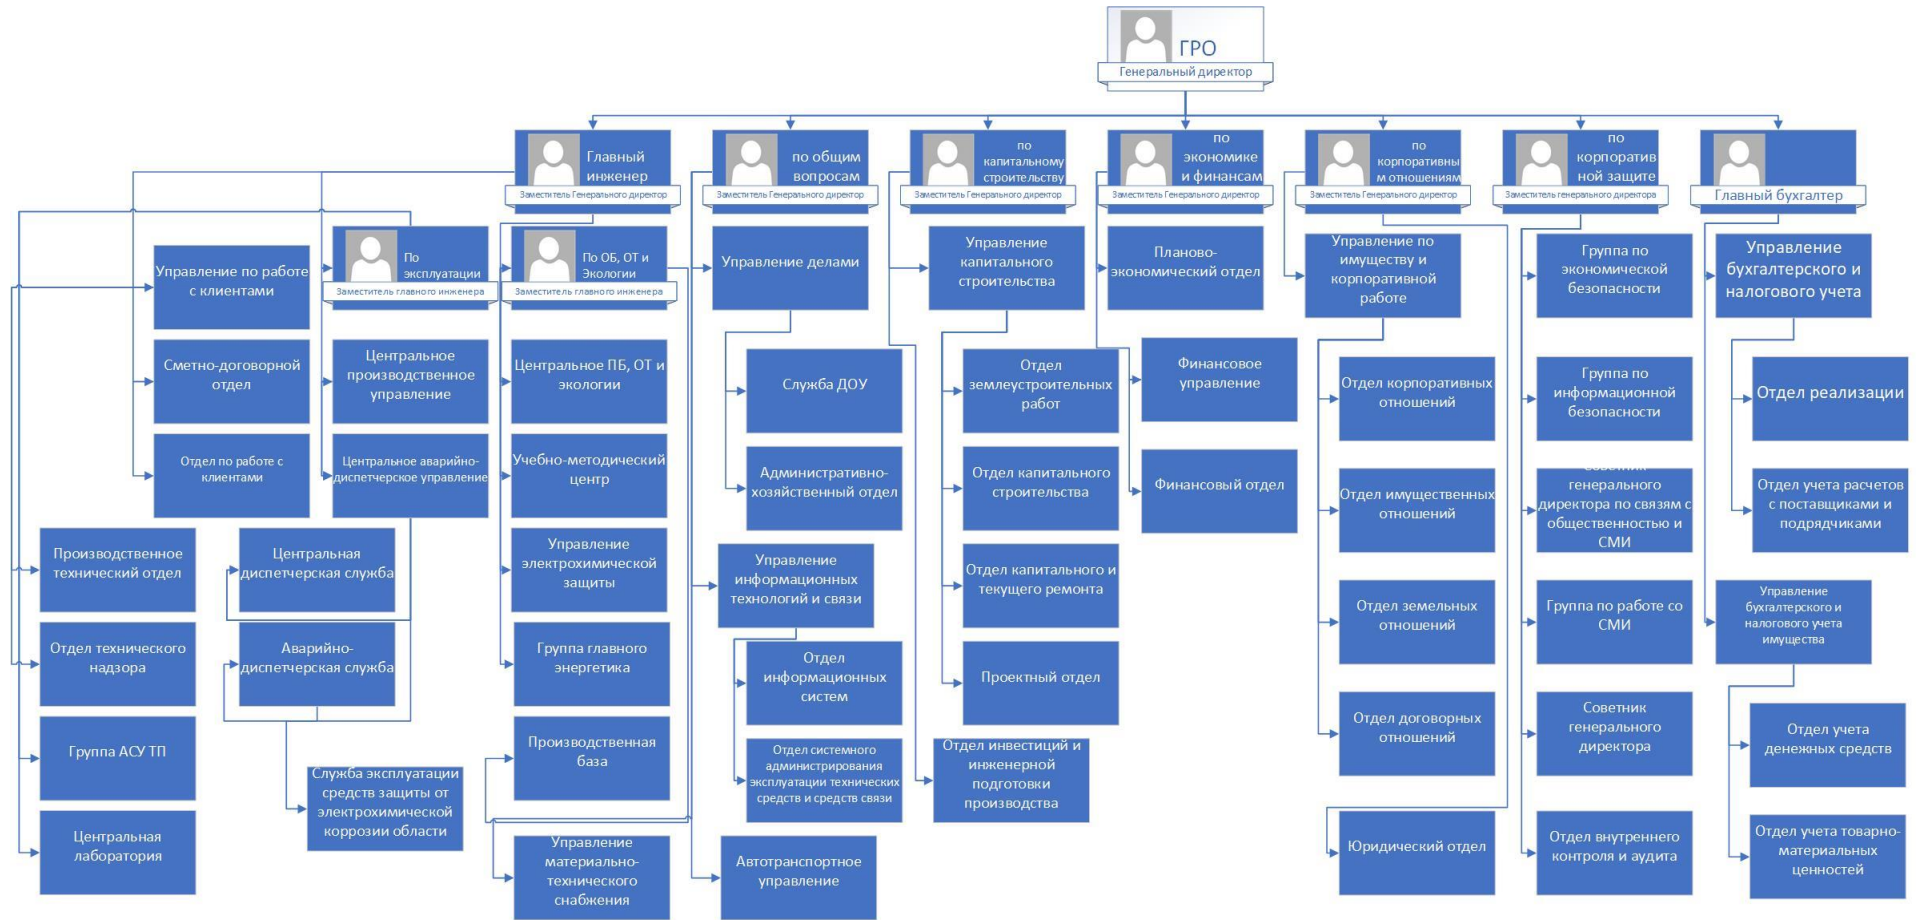 ГРО
Генеральный директор
Главный
инженер
Заместитель Генерального директор
по общим
вопросам
Заместитель Генерального директор
по
капитальному
строительству
Заместитель Генерального директор
по
экономике
и финансам
Заместитель Генерального директор
по
корпоративны
м отношениям
Заместитель Генерального директор
по
корпоратив
ной защите
Заместитель генерального директора
Главный бухгалтер
Управление по работе
с клиентами
По
эксплуатации
Заместитель главного инженера
По ОБ, ОТ и
Экологии
Заместитель главного инженера
Управление делами
Управление
капитального
строительства
Планово-
экономический отдел
Управление по
имуществу и
корпоративной
работе
Группа по
экономической
безопасности
Управление
бухгалтерского и
налогового учета
Сметно-договорной
отдел
Центральное
производственное
управление
Центральное ПБ, ОТ и
экологии
Служба ДОУ
Отдел
землеустроительных
работ
Финансовое
управление
Отдел корпоративных
отношений
Группа по
информационной
безопасности
Отдел реализации
Отдел по работе с
клиентами
Центральное аварийно-
диспетчерское управление
Учебно-методический
центр
Административно-
хозяйственный отдел
Отдел капитального
строительства
Финансовый отдел
Отдел имущественных
отношений
Советник
генерального
директора по связям с
общественностью и
СМИ
Отдел учета расчетов
с поставщиками и
подрядчиками
Производственное
технический отдел
Центральная
диспетчерская служба
Управление
электрохимической
защиты
Управление
информационных
технологий и связи
Отдел капитального и
текущего ремонта
Отдел земельных
отношений
Группа по работе со
СМИ
Управление
бухгалтерского и
налогового учета
имущества
Отдел технического
надзора
Аварийно-
диспетчерская служба
Группа главного
энергетика
Отдел
информационных
систем
Проектный отдел
Отдел договорных
отношений
Советник
генерального
директора
Отдел учета
денежных средств
Группа АСУ ТП
Служба эксплуатации
средств защиты от
электрохимической
коррозии области
Производственная
база
Отдел системного
администрирования
эксплуатации технических
средств и средств связи
Отдел инвестиций и
инженерной
подготовки
производства
Центральная
лаборатория
Управление
материально-
технического
снабжения
Автотранспортное
управление
Юридический отдел
Отдел внутреннего
контроля и аудита
Отдел учета товарно-
материальных
ценностей